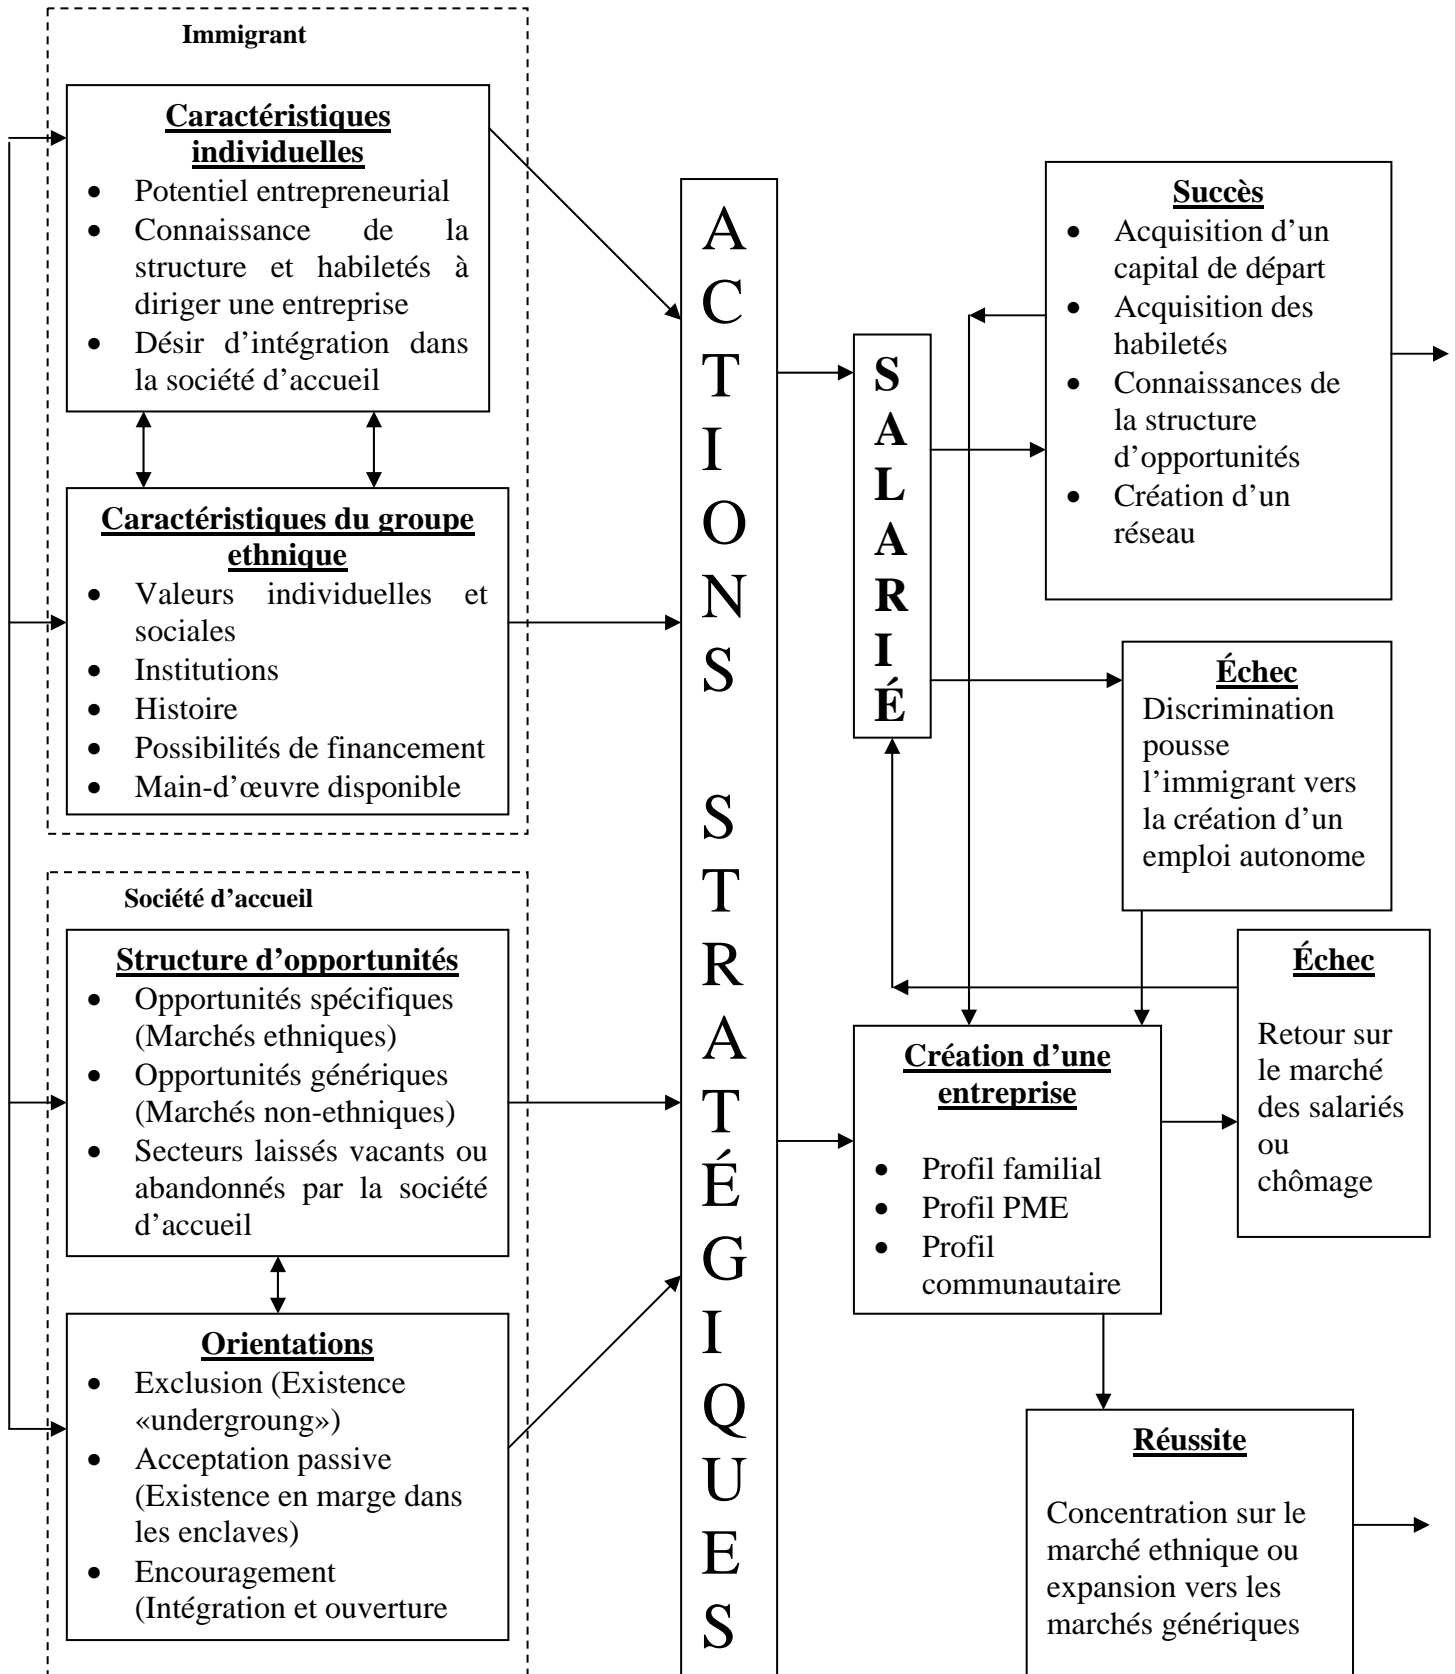 Immigrant
Caractéristiques
individuelles
• Potentiel entrepreneurial
• Connaissance de la
structure et habiletés à
diriger une entreprise
• Désir d’intégration dans
la société d’accueil
Caractéristiques du groupe
ethnique
• Valeurs individuelles et
sociales
• Institutions
• Histoire
• Possibilités de financement
• Main-d’œuvre disponible
Société d’accueil
Structure d’opportunités
• Opportunités spécifiques
(Marchés ethniques)
• Opportunités génériques
(Marchés non-ethniques)
• Secteurs laissés vacants ou
abandonnés par la société
d’accueil
Orientations
• Exclusion (Existence
«undergroung»)
• Acceptation passive
(Existence en marge dans
les enclaves)
• Encouragement
(Intégration et ouverture
ACTIONS STRATÉGIQUES
SALARIÉ
Succès
• Acquisition d’un
capital de départ
• Acquisition des
habiletés
• Connaissances de
la structure
d’opportunités
• Création d’un
réseau
Échec
Discrimination
pousse
l’immigrant vers
la création d’un
emploi autonome
Échec
Retour sur
le marché
des salariés
ou
chômage
Création d’une
entreprise
• Profil familial
• Profil PME
• Profil
communautaire
Réussite
Concentration sur le
marché ethnique ou
expansion vers les
marchés génériques